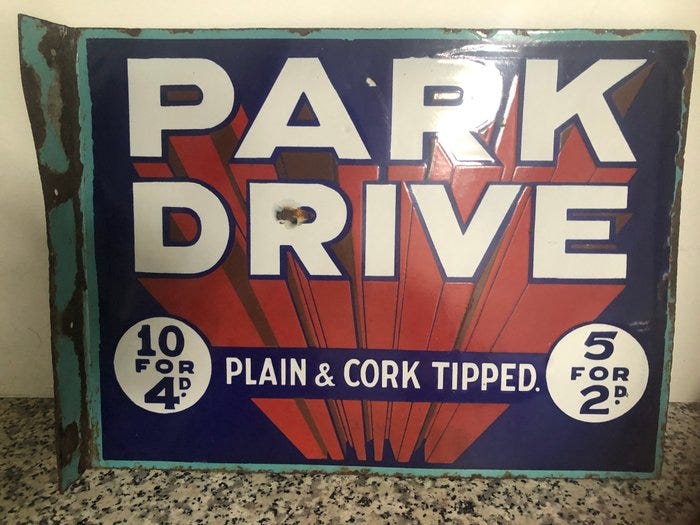 PARK
DRIVE
10
FOR
4D.
PLAIN & CORK TIPPED.
5
FOR
2D.